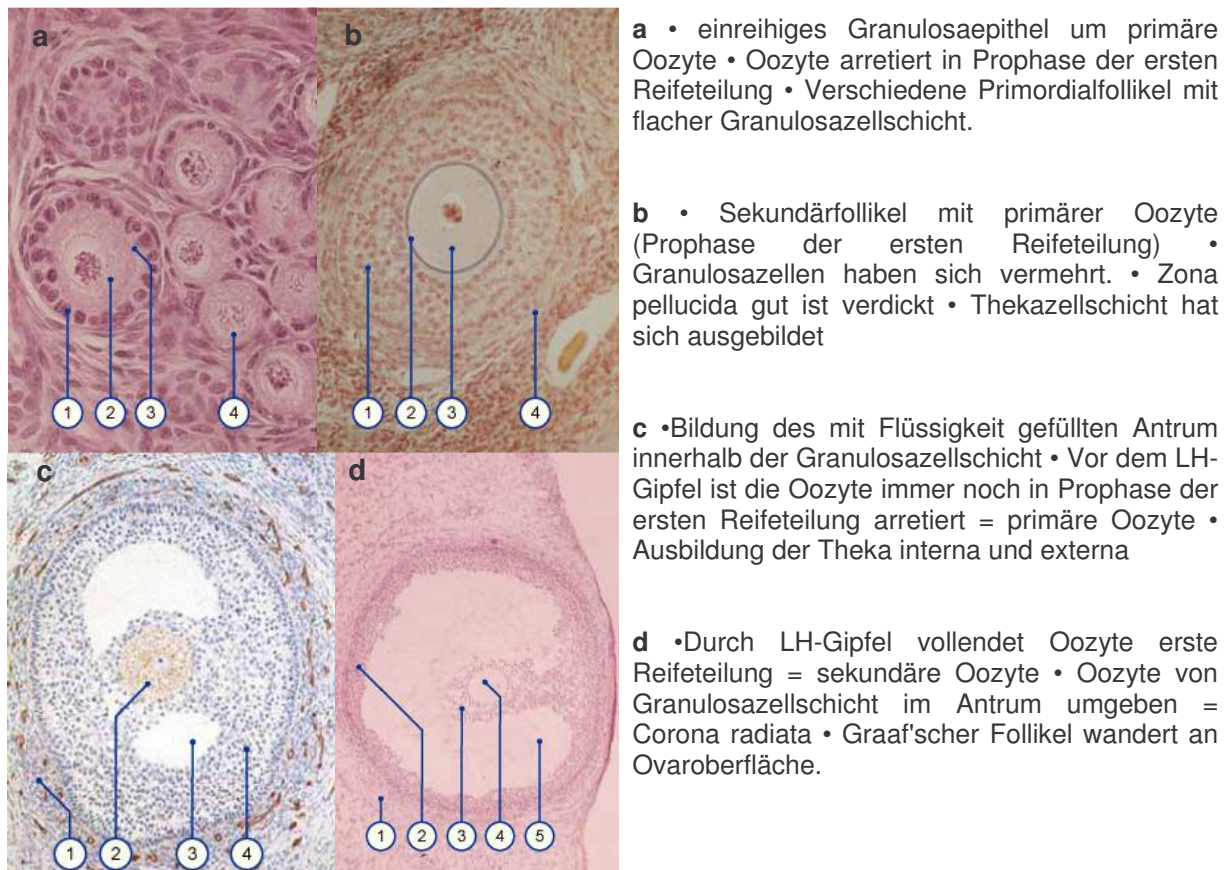 a
b
1
2
3
4
1
2
3
4
c
d
1
2
3
4
1
2
3
4
5
a • einreihiges Granulosaepithel um primäre
Oozyte • Oozyte arretiert in Prophase der ersten
Reifeteilung • Verschiedene Primordialfollikel mit
flacher Granulosazellschicht.
b • Sekundärfollikel mit primärer Oozyte
(Prophase der ersten Reifeteilung) •
Granulosazellen haben sich vermehrt. • Zona
pellucida gut ist verdickt • Thekazellschicht hat
sich ausgebildet
c •Bildung des mit Flüssigkeit gefüllten Antrum
innerhalb der Granulosazellschicht • Vor dem LH-
Gipfel ist die Oozyte immer noch in Prophase der
ersten Reifeteilung arretiert = primäre Oozyte •
Ausbildung der Theka interna und externa
d •Durch LH-Gipfel vollendet Oozyte erste
Reifeteilung = sekundäre Oozyte • Oozyte von
Granulosazellschicht im Antrum umgeben =
Corona radiata • Graaf'scher Follikel wandert an
Ovaroberfläche.